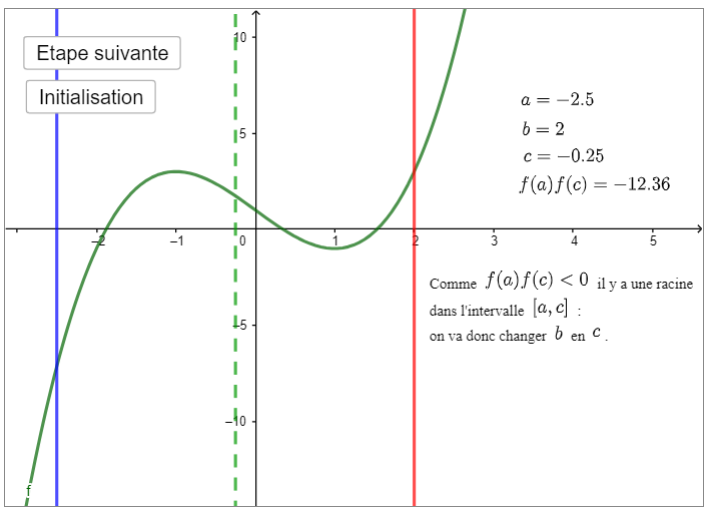 Etape suivante
Initialisation
10
5
−5
−10
−2
−1
0
1
2
3
4
5
a = −2.5
b = 2
c = −0.25
f(a)f(c) = −12.36
Comme f(a)f(c) < 0 il y a une racine
dans l'intervalle [a, c] :
on va donc changer b en c .
f